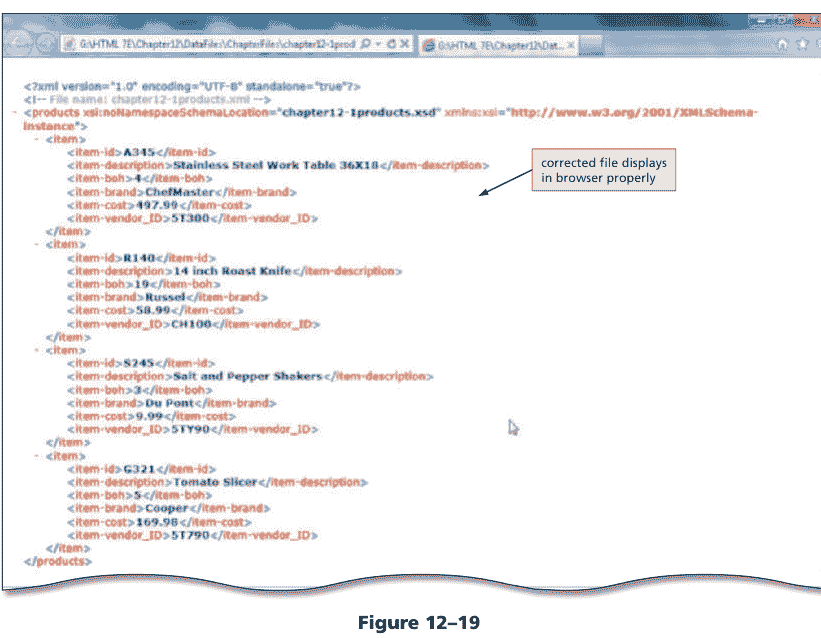 G:\HTML 7E\Chapter12\DataFiles\ChapterFiles\chapter12-1prod
G:\HTML 7E\Chapter12\Dat...
<?xml version="1.0" encoding="UTF-8" standalone="true"?>
<!-- File name: chapter12-1products.xml -->
- <products xsi:noNamespaceSchemaLocation="chapter12-1products.xsd" xmlns:xsi="http://www.w3.org/2001/XMLSchema-
instance">
- <item>
<item-id>A345</item-id>
<item-description>Stainless Steel Work Table 36X18</item-description>
<item-boh>4</item-boh>
<item-brand>ChefMaster</item-brand>
<item-cost>497.99</item-cost>
<item-vendor_ID>ST300</item-vendor_ID>
</item>
corrected file displays
in browser properly
- <item>
<item-id>R140</item-id>
<item-description>14 inch Roast Knife</item-description>
<item-boh>19</item-boh>
<item-brand>Russel</item-brand>
<item-cost>58.99</item-cost>
<item-vendor_ID>CH100</item-vendor_ID>
</item>
- <item>
<item-id>S245</item-id>
<item-description>Salt and Pepper Shakers</item-description>
<item-boh>3</item-boh>
<item-brand>Du Pont</item-brand>
<item-cost>9.99</item-cost>
<item-vendor_ID>STY90</item-vendor_ID>
</item>
- <item>
<item-id>G321</item-id>
<item-description>Tomato Slicer</item-description>
<item-boh>5</item-boh>
<item-brand>Cooper</item-brand>
<item-cost>169.98</item-cost>
<item-vendor_ID>ST790</item-vendor_ID>
</item>
</products>
Figure 12–19